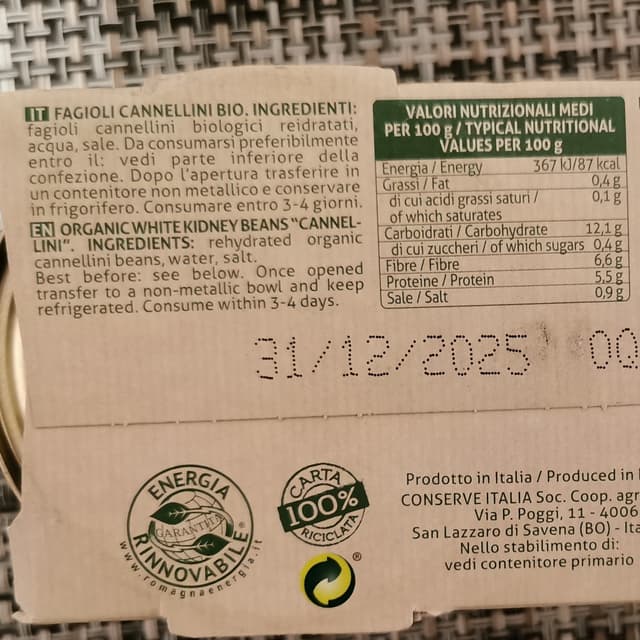 IT FAGIOLI CANNELLINI BIO. INGREDIENTI:
fagioli cannellini biologici reidratati,
acqua, sale. Da consumarsi preferibilmente
entro il: vedi parte inferiore della
confezione. Dopo l'apertura trasferire in
un contenitore non metallico e conservare
in frigorifero. Consumare entro 3-4 giorni.
EN ORGANIC WHITE KIDNEY BEANS "CANNEL-
LINI". INGREDIENTS: rehydrated organic
cannellini beans, water, salt.
Best before: see below. Once opened
transfer to a non-metallic bowl and keep
refrigerated. Consume within 3-4 days.
VALORI NUTRIZIONALI MEDI
PER 100 g / TYPICAL NUTRITIONAL
VALUES PER 100 g
Energia / Energy 367 kJ/87 kcal
Grassi / Fat 0,4 g
di cui acidi grassi saturi / 0,1 g
of which saturates
Carboidrati / Carbohydrate 12,1 g
di cui zuccheri / of which sugars 0,4 g
Fibre / Fibre 6,6 g
Proteine / Protein 5,5 g
Sale / Salt 0,9 g
31/12/2025 00
ENERGIA
GARANTITA
RINNOVABILE®
www.romagnaenergia.it
CARTA
100%
RICICLATA
®
Prodotto in Italia / Produced in
CONSERVE ITALIA Soc. Coop. agr
Via P. Poggi, 11 - 4006
San Lazzaro di Savena (BO) - Ita
Nello stabilimento di:
vedi contenitore primario